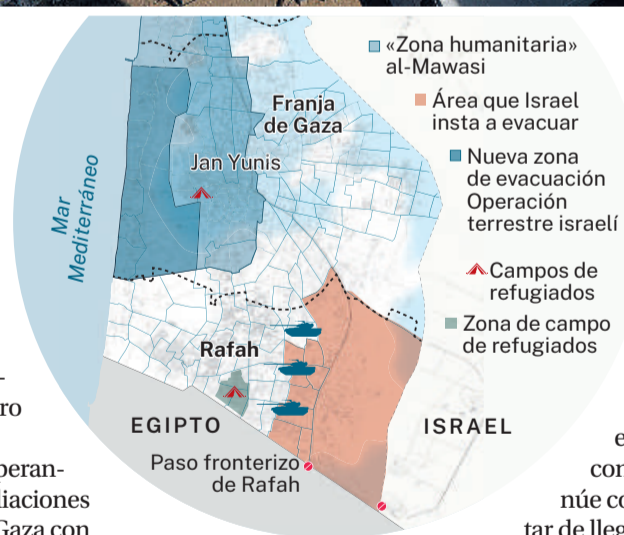 «Zona humanitaria»
al-Mawasi
Área que Israel
insta a evacuar
Nueva zona
de evacuación
Operación
terrestre israelí
Campos de
refugiados
Zona de campo
de refugiados
Franja
de Gaza
Jan Yunis
Mar
Mediterráneo
Rafah
EGIPTO
ISRAEL
Paso fronterizo
de Rafah
-
ro
peran-
liaciones
Gaza con
e
con
núe co
tar de lleg